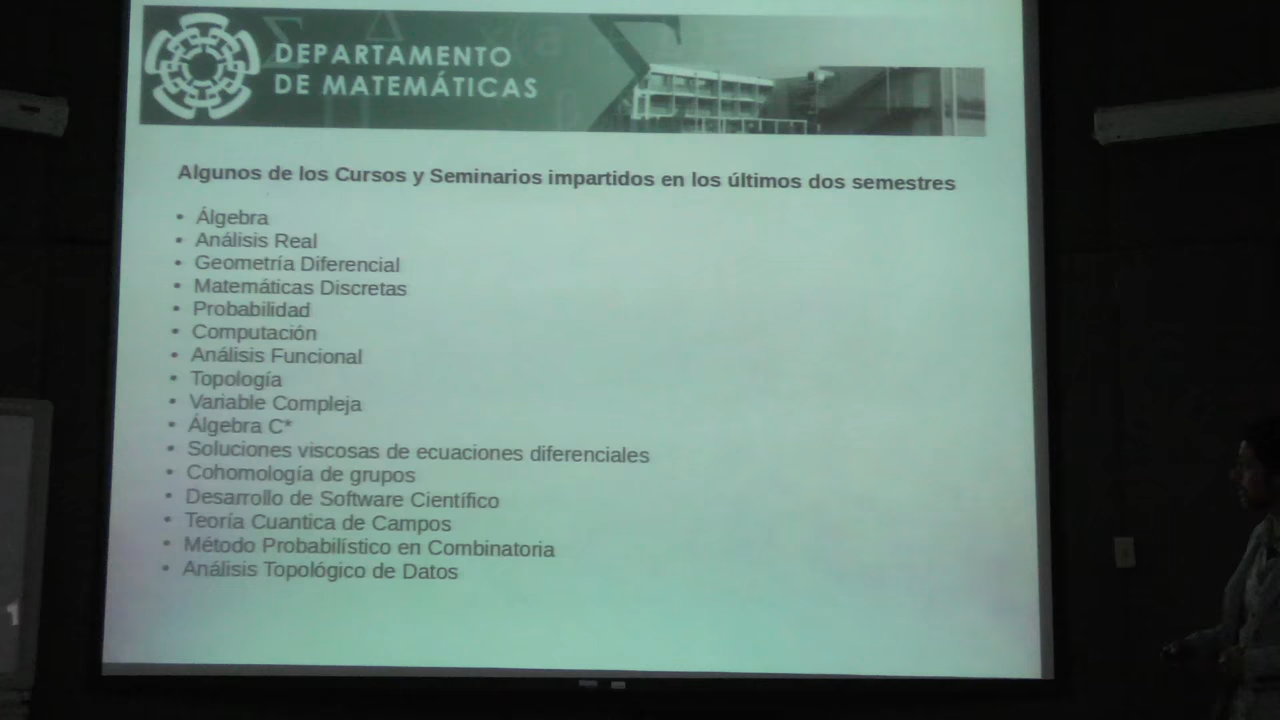 DEPARTAMENTO
DE MATEMÁTICAS
Algunos de los Cursos y Seminarios impartidos en los últimos dos semestres
• Álgebra
• Análisis Real
• Geometría Diferencial
• Matemáticas Discretas
• Probabilidad
• Computación
• Análisis Funcional
• Topología
• Variable Compleja
• Álgebra C*
• Soluciones viscosas de ecuaciones diferenciales
• Cohomología de grupos
• Desarrollo de Software Científico
• Teoría Cuantica de Campos
• Método Probabilístico en Combinatoria
• Análisis Topológico de Datos